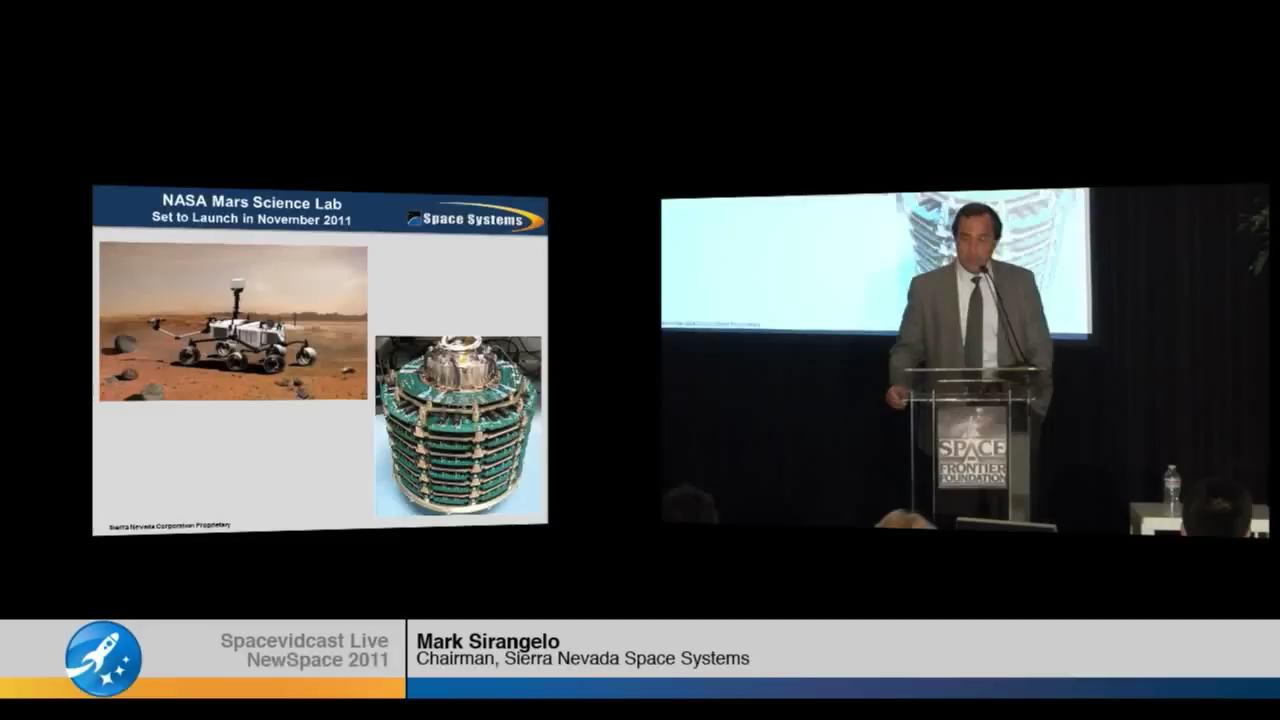 NASA Mars Science Lab
Set to Launch in November 2011
Space Systems
Sierra Nevada Corporation Proprietary
SPACE
FRONTIER
FOUNDATION
Spacevidcast Live
NewSpace 2011
Mark Sirangelo
Chairman, Sierra Nevada Space Systems